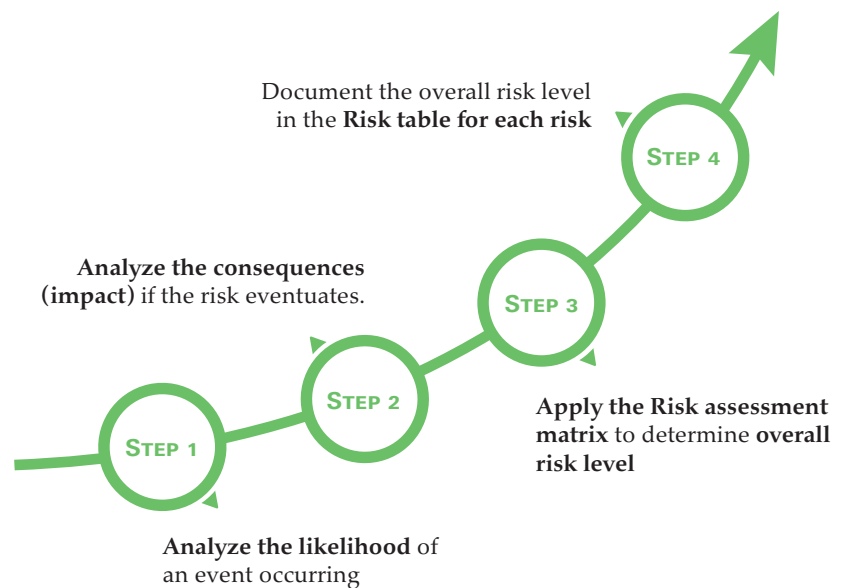 Document the overall risk level
in the Risk table for each risk
STEP 4
Analyze the consequences
(impact) if the risk eventuates.
STEP 3
STEP 2
Apply the Risk assessment
matrix to determine overall
risk level
STEP 1
Analyze the likelihood of
an event occurring